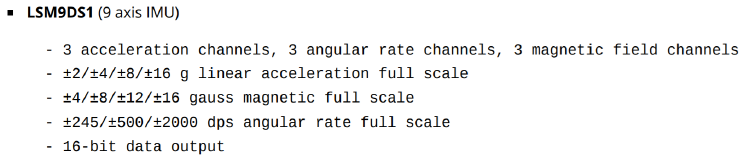 ▪ LSM9DS1 (9 axis IMU)
- 3 acceleration channels, 3 angular rate channels, 3 magnetic field channels
- ±2/±4/±8/±16 g linear acceleration full scale
- ±4/±8/±12/±16 gauss magnetic full scale
- ±245/±500/±2000 dps angular rate full scale
- 16-bit data output